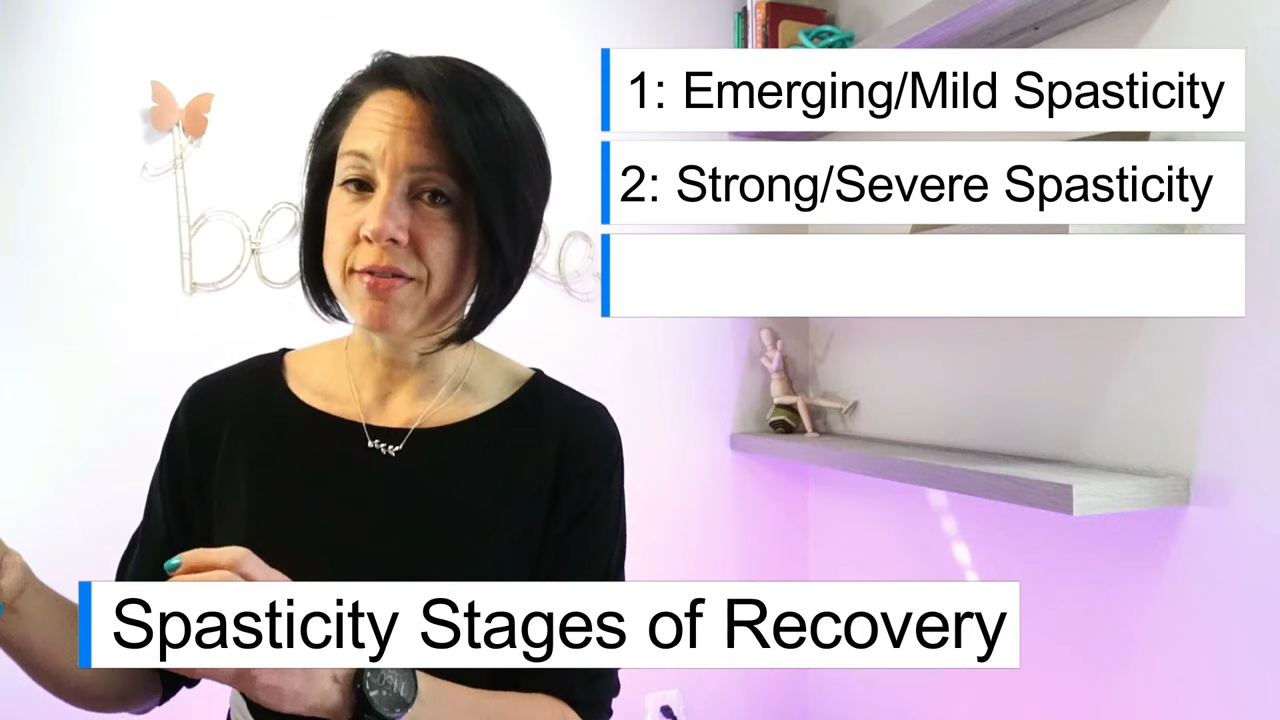 1: Emerging/Mild Spasticity
2: Strong/Severe Spasticity
Spasticity Stages of Recovery